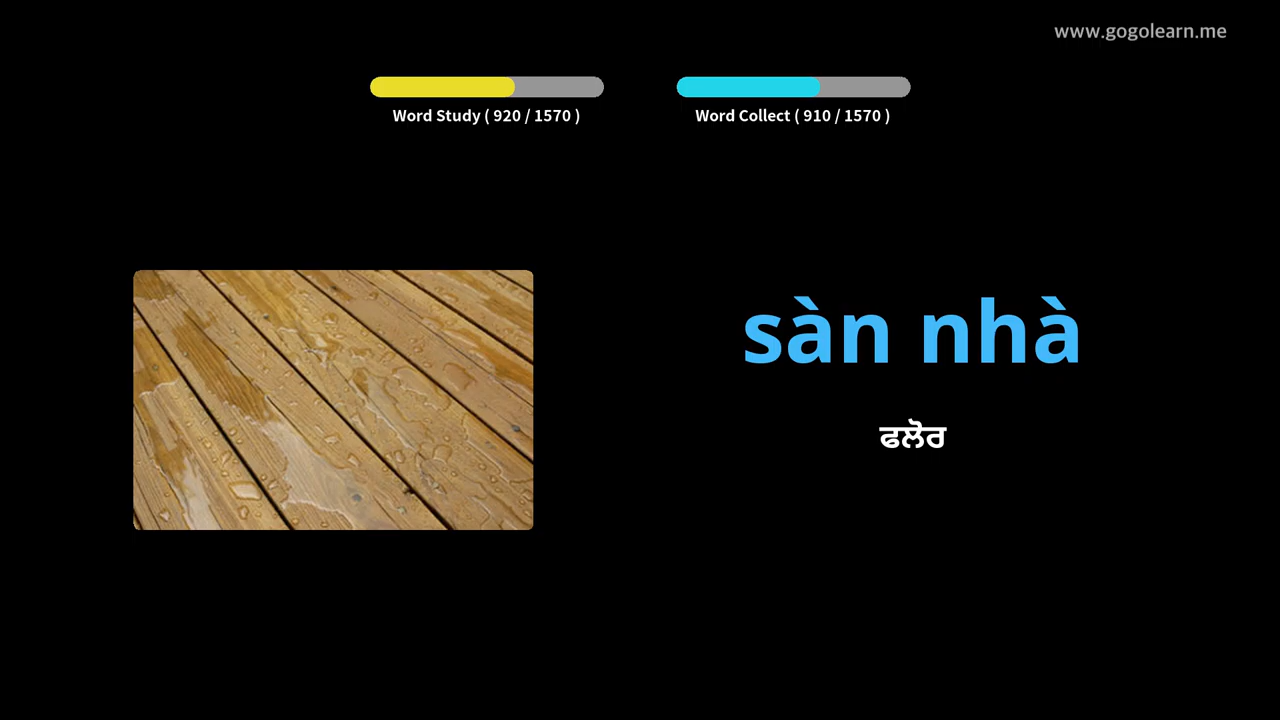 www.gogolearn.me
Word Study ( 920 / 1570 )
Word Collect ( 910 / 1570 )
sàn nhà
ਫਲੋਰ